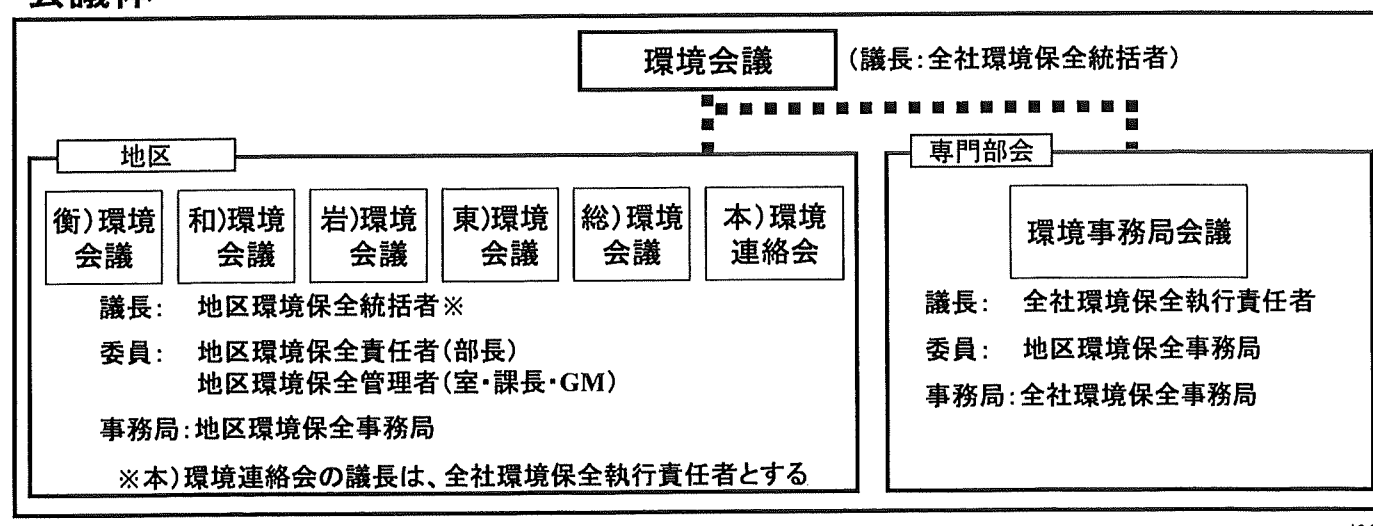 環境会議 (議長:全社環境保全統括者)
地区
衡)環境会議
和)環境会議
岩)環境会議
東)環境会議
総)環境会議
本)環境連絡会
議長: 地区環境保全統括者※
委員: 地区環境保全責任者(部長)
地区環境保全管理者(室・課長・GM)
事務局:地区環境保全事務局
※本)環境連絡会の議長は、全社環境保全執行責任者とする
専門部会
環境事務局会議
議長: 全社環境保全執行責任者
委員: 地区環境保全事務局
事務局:全社環境保全事務局